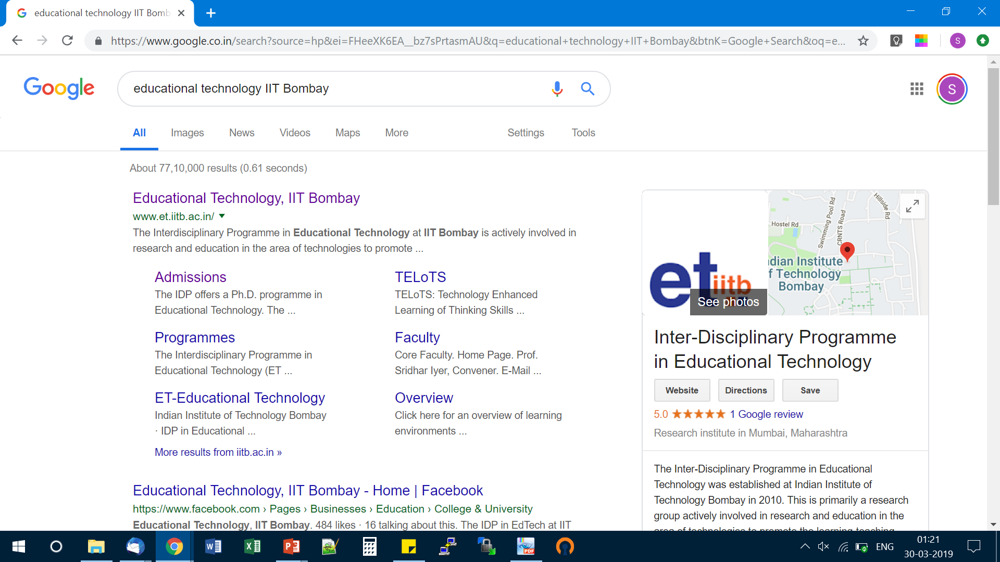 educational technology IIT Bomb
https://www.google.co.in/search?source=hp&ei=FHeeXK6EA__bz7sPrtasmAU&q=educational+technology+IIT+Bombay&btnK=Google+Search&oq=e...
S
Google
educational technology IIT Bombay
S
All Images News Videos Maps More Settings Tools
About 77,10,000 results (0.61 seconds)
Educational Technology, IIT Bombay
www.et.iitb.ac.in/
The Interdisciplinary Programme in Educational Technology at IIT Bombay is actively involved in
research and education in the area of technologies to promote ...
Admissions
The IDP offers a Ph.D. programme in
Educational Technology. The ...
TELoTS
TELoTS: Technology Enhanced
Learning of Thinking Skills ...
Programmes
The Interdisciplinary Programme in
Educational Technology (ET ...
Faculty
Core Faculty. Home Page. Prof.
Sridhar Iyer, Convener. E-Mail ...
ET-Educational Technology
Indian Institute of Technology Bombay
· IDP in Educational ...
Overview
Click here for an overview of learning
environments ...
More results from iitb.ac.in »
Educational Technology, IIT Bombay - Home | Facebook
https://www.facebook.com › Pages › Businesses › Education › College & University
Educational Technology, IIT Bombay. 484 likes · 16 talking about this. The IDP in EdTech at IIT
et iitb
See photos
Hostel Rd
Swimming Pool Rd
CRNTS Road
Hillside Rd
dian Institute
f Technology
Bombay
Inter-Disciplinary Programme
in Educational Technology
Website Directions Save
5.0 1 Google review
Research institute in Mumbai, Maharashtra
The Inter-Disciplinary Programme in Educational
Technology was established at Indian Institute of
Technology Bombay in 2010. This is primarily a research
group actively involved in research and education in the
area of technologies to promote the learning teaching
PDF
ENG
01:21
30-03-2019